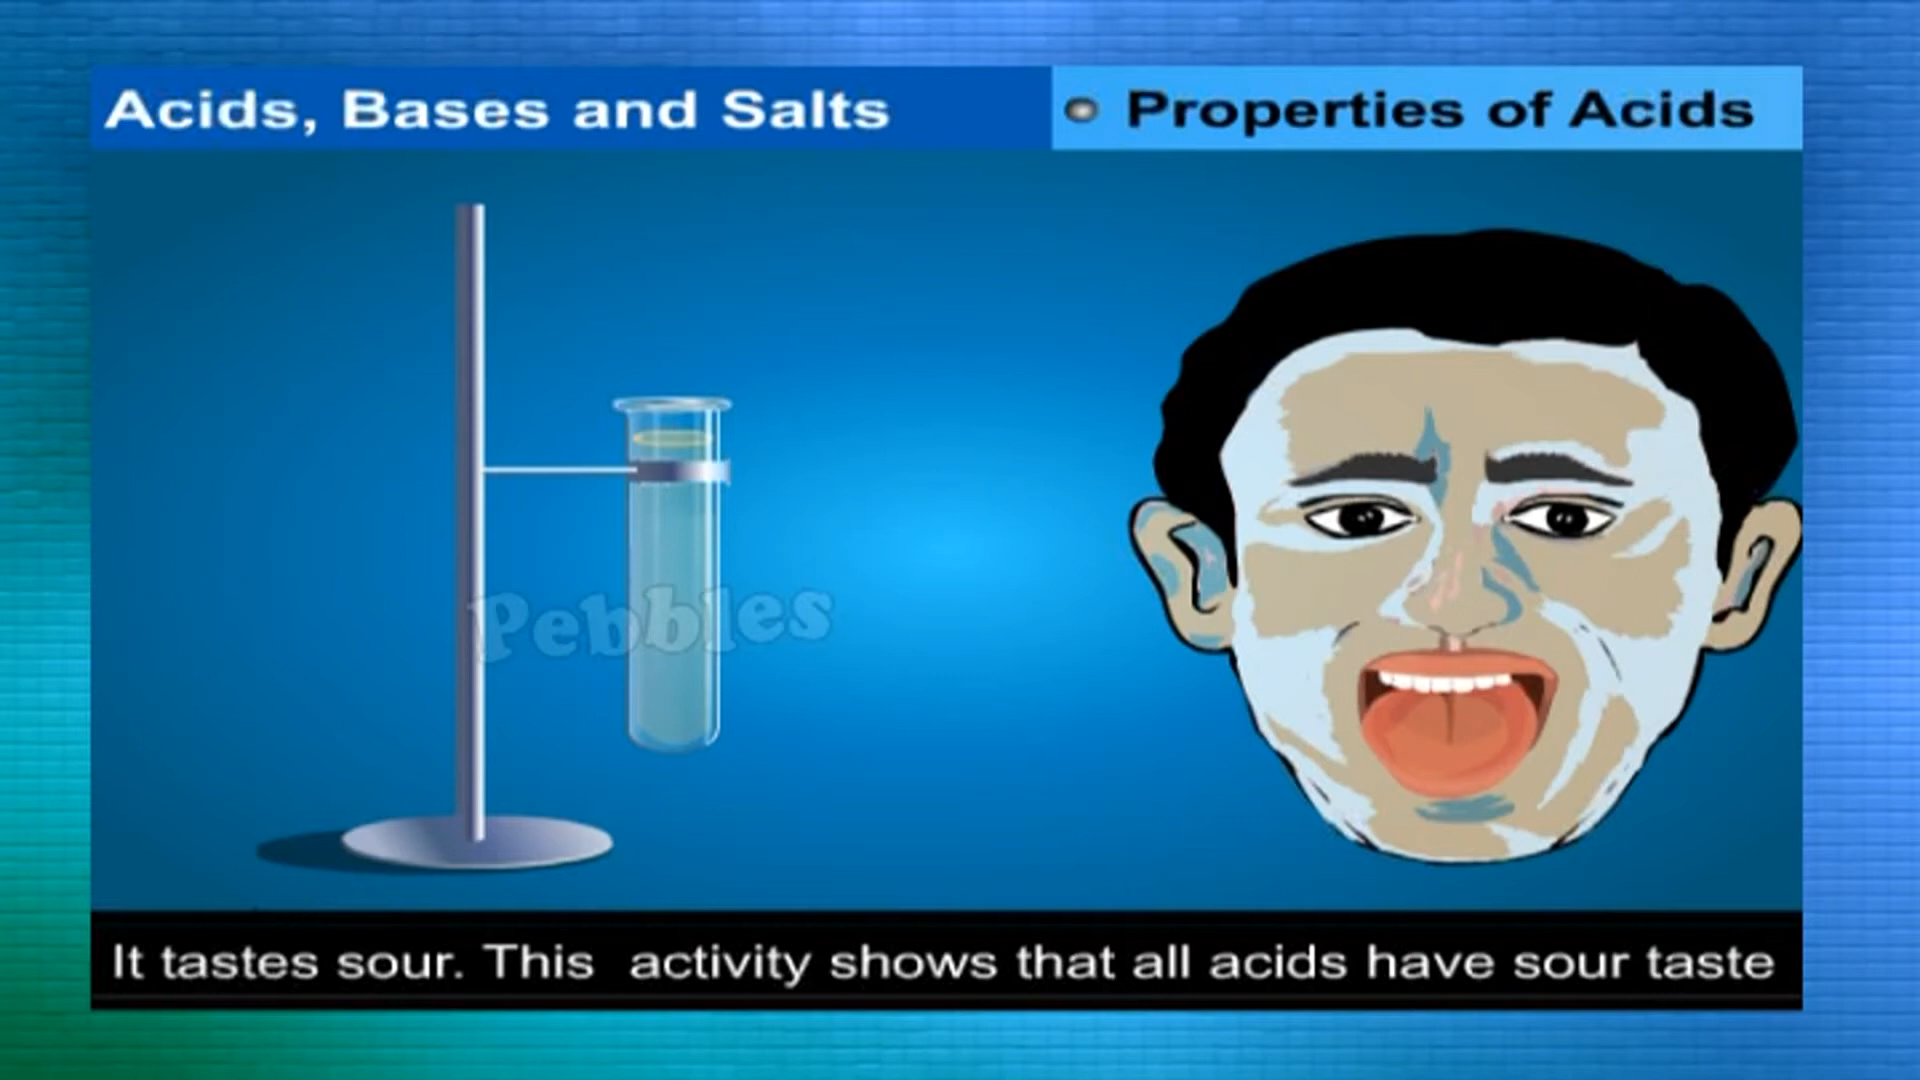 Acids, Bases and Salts
Properties of Acids
Pebbles
It tastes sour. This activity shows that all acids have sour taste